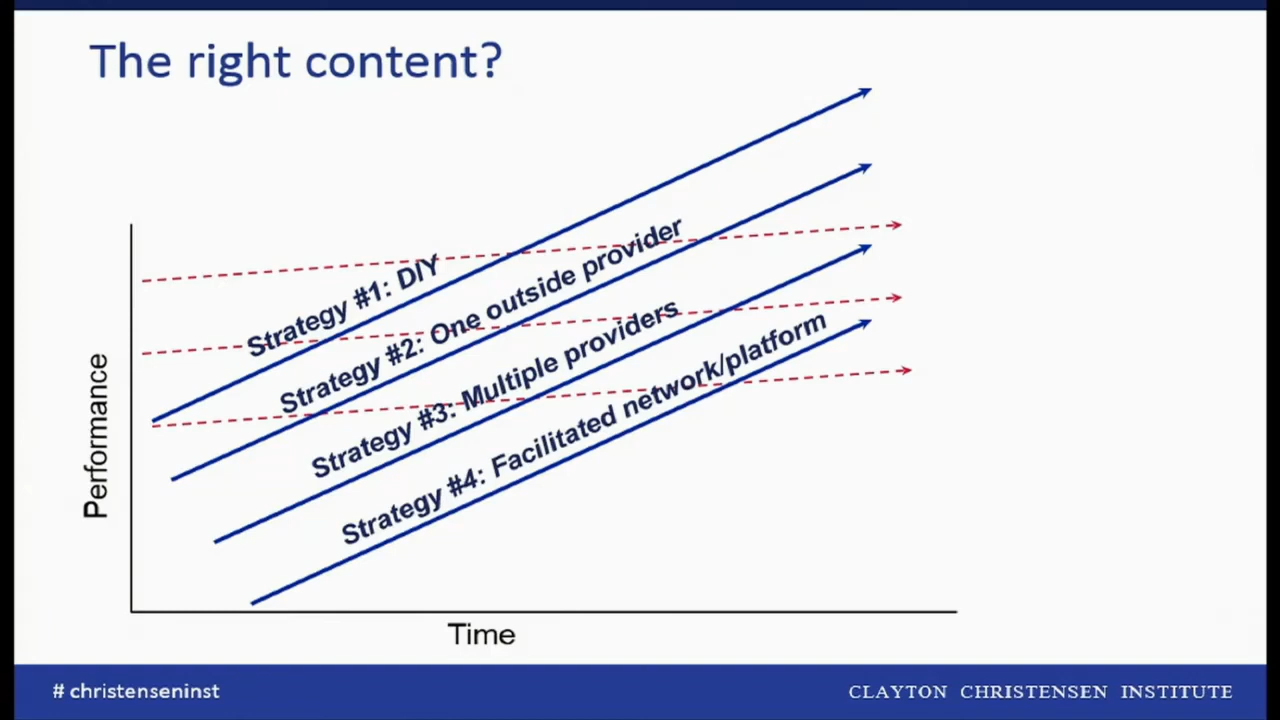 The right content?
Strategy #1: DIY
Strategy #2: One outside provider
Strategy #3: Multiple providers
Strategy #4: Facilitated network/platform
Performance
Time
# christenseninst
CLAYTON CHRISTENSEN INSTITUTE